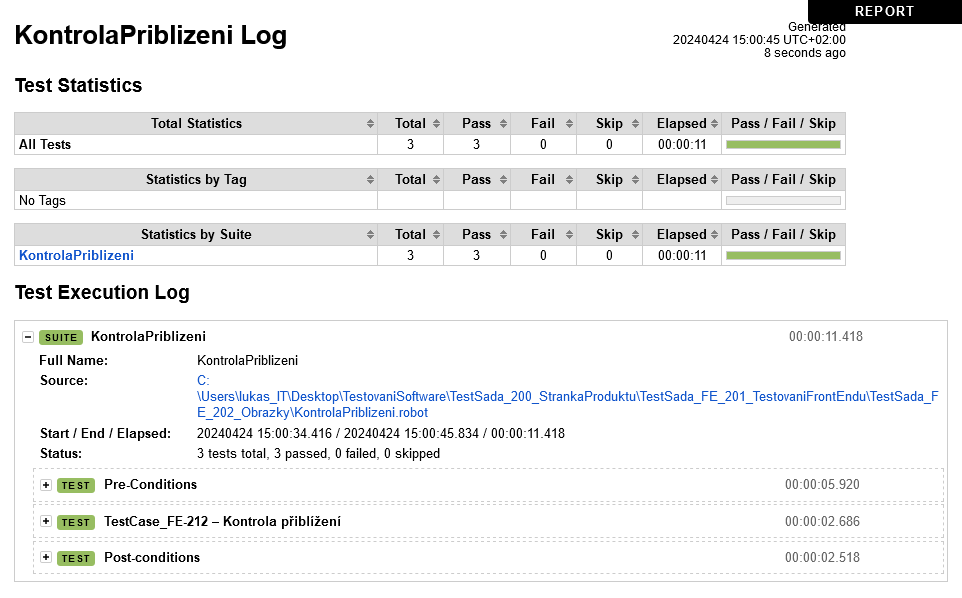 REPORT
KontrolaPriblizeni Log
Generated
20240424 15:00:45 UTC+02:00
8 seconds ago
Test Statistics
Total Statistics Total Pass Fail Skip Elapsed Pass / Fail / Skip
All Tests 3 3 0 0 00:00:11
Statistics by Tag Total Pass Fail Skip Elapsed Pass / Fail / Skip
No Tags
Statistics by Suite Total Pass Fail Skip Elapsed Pass / Fail / Skip
KontrolaPriblizeni 3 3 0 0 00:00:11
Test Execution Log
SUITE KontrolaPriblizeni 00:00:11.418
Full Name: KontrolaPriblizeni
Source: C:
\Users\lukas_IT\Desktop\TestovaniSoftware\TestSada_200_StrankaProduktu\TestSada_FE_201_TestovaniFrontEndu\TestSada_F
E_202_Obrazky\KontrolaPriblizeni.robot
Start / End / Elapsed: 20240424 15:00:34.416 / 20240424 15:00:45.834 / 00:00:11.418
Status: 3 tests total, 3 passed, 0 failed, 0 skipped
TEST Pre-Conditions 00:00:05.920
TEST TestCase_FE-212 – Kontrola přiblížení 00:00:02.686
TEST Post-conditions 00:00:02.518